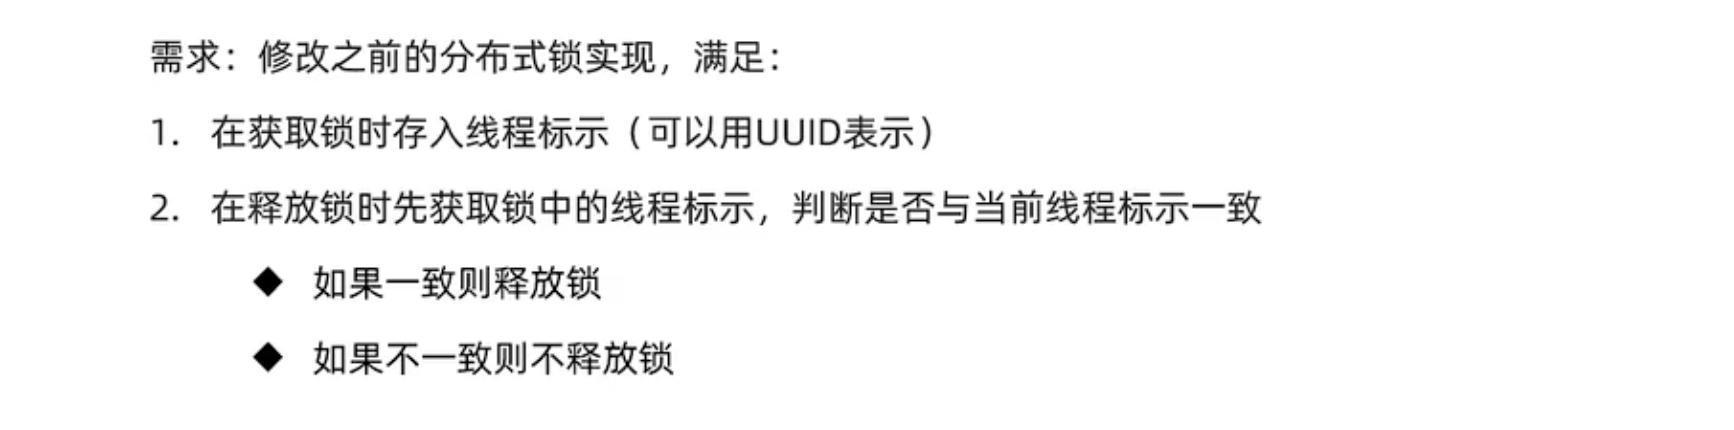 需求：修改之前的分布式锁实现，满足：
1. 在获取锁时存入线程标示（可以用UUID表示）
2. 在释放锁时先获取锁中的线程标示，判断是否与当前线程标示一致
◆ 如果一致则释放锁
◆ 如果不一致则不释放锁